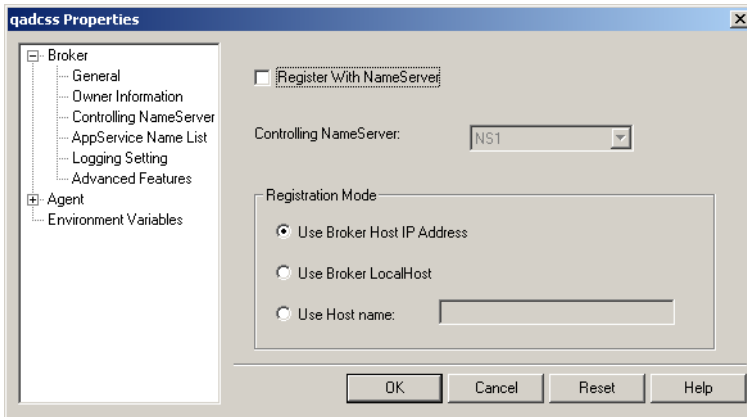 qadcss Properties
Broker
General
Owner Information
Controlling NameServer
AppService Name List
Logging Setting
Advanced Features
Agent
Environment Variables
Register With NameServer
Controlling NameServer: NS1
Registration Mode
Use Broker Host IP Address
Use Broker LocalHost
Use Host name:
OK Cancel Reset Help